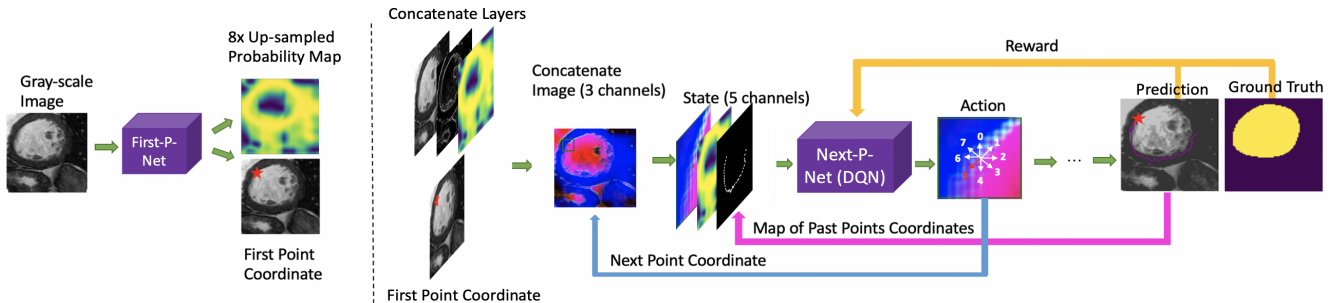 Gray-scale
Image
First-P-
Net
8x Up-sampled
Probability Map
First Point
Coordinate
Concatenate Layers
First Point Coordinate
Concatenate
Image (3 channels)
State (5 channels)
Next-P-
Net (DQN)
Action
0
1
2
3
4
6
7
...
Reward
Prediction
Ground Truth
Map of Past Points Coordinates
Next Point Coordinate